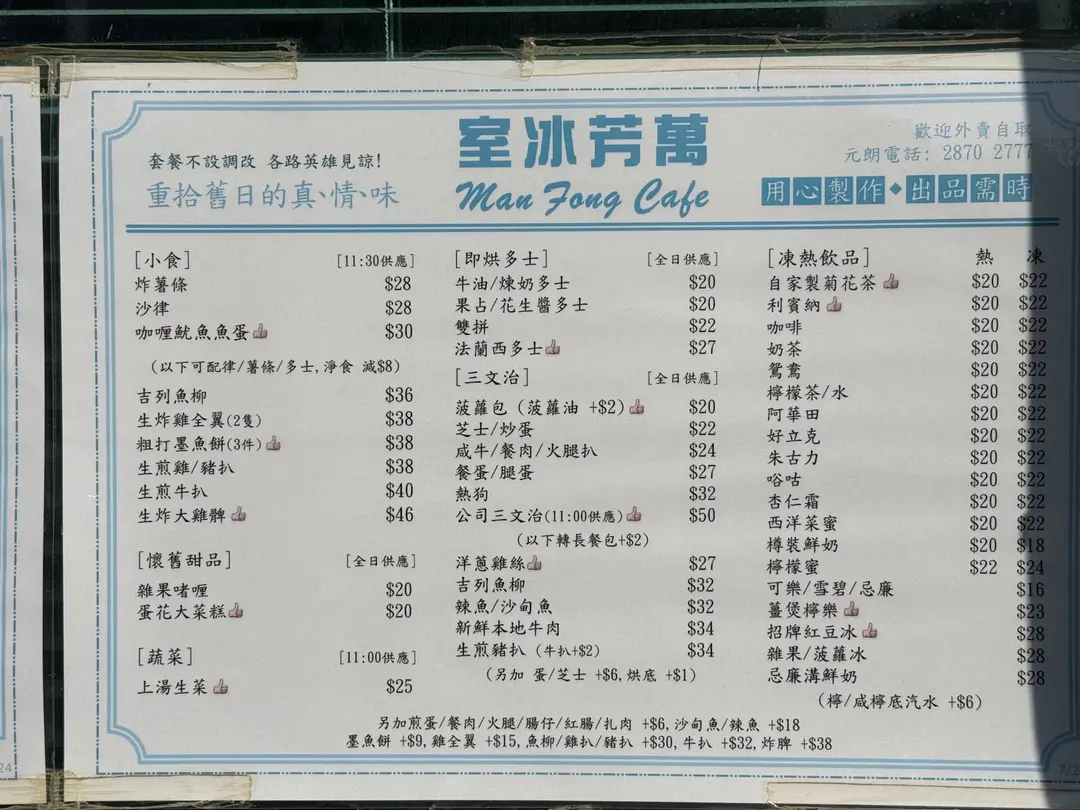 套餐不設調改 各路英雄見諒!
重拾舊日的真、情、味
萬芳冰室
Man Fong Cafe
歡迎外賣自取
元朗電話: 2870 2777
用心製作◆出品需時
[小食] [11:30供應]
炸薯條 $28
沙律 $28
咖喱魷魚魚蛋👍 $30
(以下可配律/薯條/多士,淨食 減$8)
吉列魚柳 $36
生炸雞全翼(2隻) $38
粗打墨魚餅(3件)👍 $38
生煎雞/豬扒 $38
生煎牛扒 $40
生炸大雞髀👍 $46
[懷舊甜品] [全日供應]
雜果啫喱 $20
蛋花大菜糕👍 $20
[蔬菜] [11:00供應]
上湯生菜👍 $25
[即烘多士] [全日供應]
牛油/煉奶多士 $20
果占/花生醬多士 $20
雙拼 $22
法蘭西多士👍 $27
[三文治] [全日供應]
菠蘿包 (菠蘿油 +$2)👍 $20
芝士/炒蛋 $22
咸牛/餐肉/火腿扒 $24
餐蛋/腿蛋 $27
熱狗 $32
公司三文治(11:00供應)👍 $50
(以下轉長餐包+$2)
洋蔥雞絲👍 $27
吉列魚柳 $32
辣魚/沙甸魚 $32
新鮮本地牛肉 $34
生煎豬扒 (牛扒+$2) $34
(另加 蛋/芝士 +$6,烘底 +$1)
[凍熱飲品] 熱 凍
自家製菊花茶👍 $20 $22
利賓納👍 $20 $22
咖啡 $20 $22
奶茶 $20 $22
鴛鴦 $20 $22
檸檬茶/水 $20 $22
阿華田 $20 $22
好立克 $20 $22
朱古力 $20 $22
唂咕 $20 $22
杏仁霜 $20 $22
西洋菜蜜 $20 $22
樽裝鮮奶 $20 $18
檸檬蜜 $22 $24
可樂/雪碧/忌廉 $16
薑煲檸樂👍 $23
招牌紅豆冰👍 $28
雜果/菠蘿冰 $28
忌廉溝鮮奶 $28
(檸/咸檸底汽水 +$6)
另加煎蛋/餐肉/火腿/腸仔/紅腸/扎肉 +$6,沙甸魚/辣魚 +$18
墨魚餅 +$9,雞全翼 +$15,魚柳/雞扒/豬扒 +$30,牛扒 +$32,炸脾 +$38
24